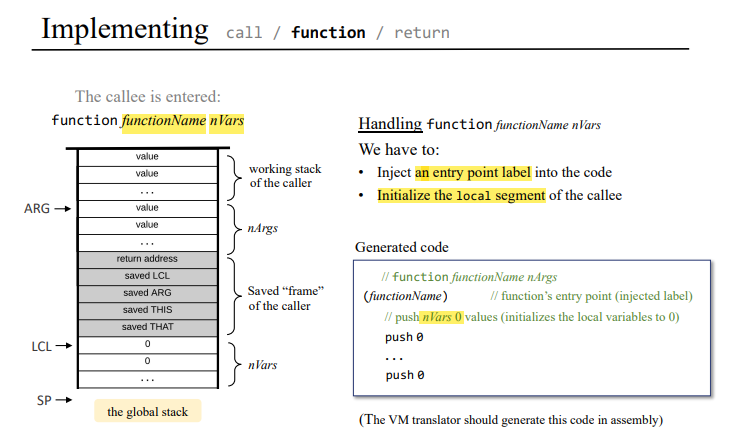 Implementing call / function / return
The callee is entered:
function functionName nVars
value
value
...
working stack
of the caller
ARG
value
value
...
nArgs
return address
saved LCL
saved ARG
saved THIS
saved THAT
Saved “frame”
of the caller
LCL
0
0
...
nVars
SP
the global stack
Handling function functionName nVars
We have to:
• Inject an entry point label into the code
• Initialize the local segment of the callee
Generated code
// function functionName nArgs
(functionName) // function’s entry point (injected label)
// push nVars 0 values (initializes the local variables to 0)
push 0
...
push 0
(The VM translator should generate this code in assembly)